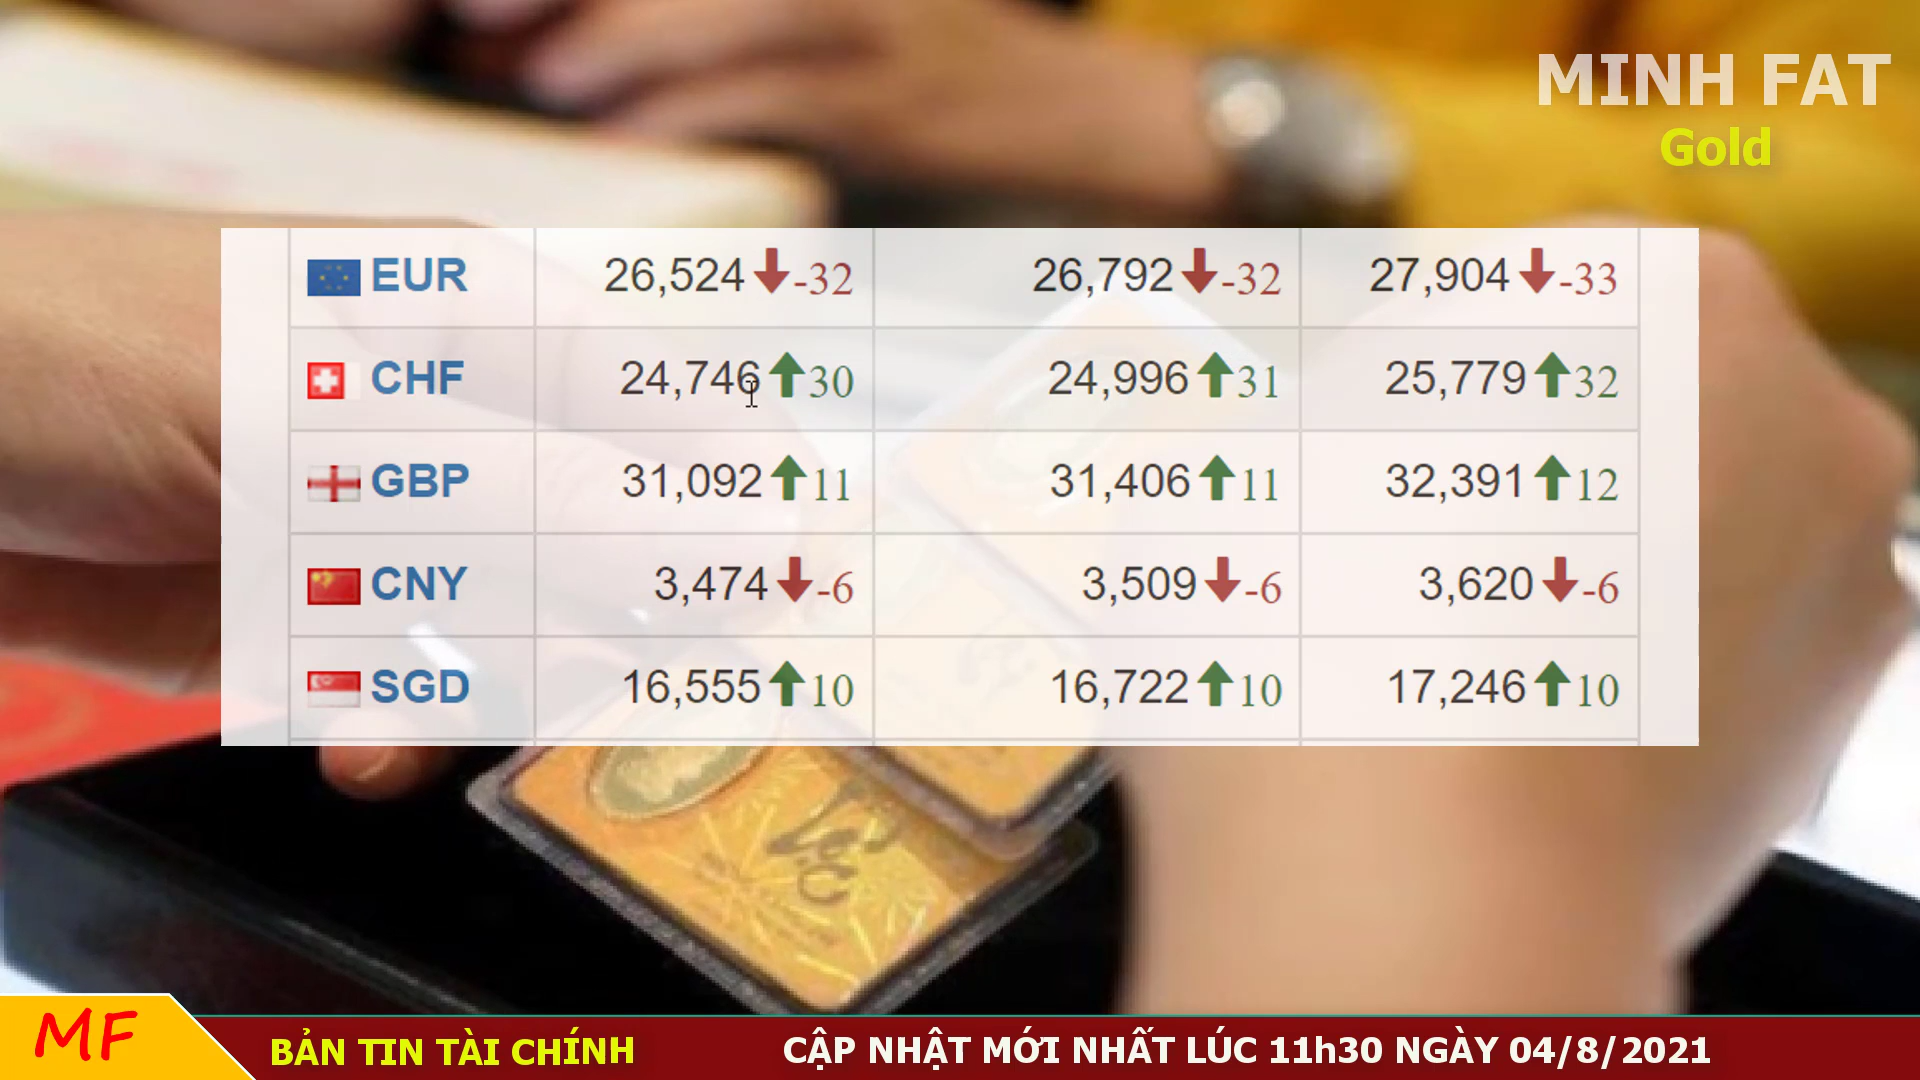 MINH FAT
Gold
EUR 26,524 -32 26,792 -32 27,904 -33
CHF 24,746 30 24,996 31 25,779 32
GBP 31,092 11 31,406 11 32,391 12
CNY 3,474 -6 3,509 -6 3,620 -6
SGD 16,555 10 16,722 10 17,246 10
MF
BẢN TIN TÀI CHÍNH
CẬP NHẬT MỚI NHẤT LÚC 11h30 NGÀY 04/8/2021